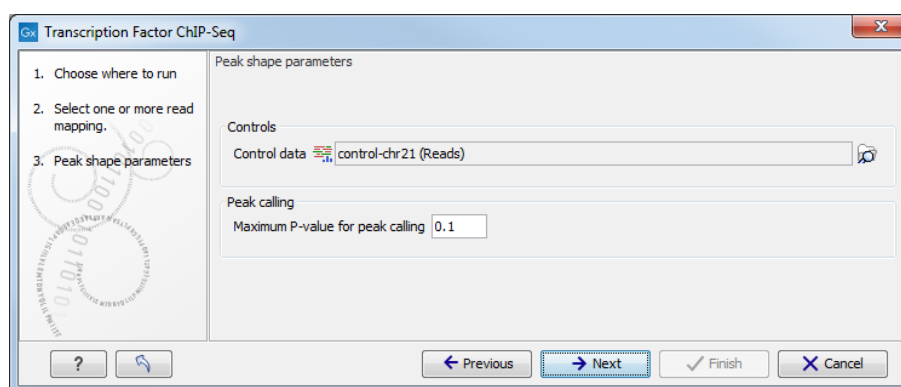 Gx Transcription Factor ChIP-Seq
1. Choose where to run
2. Select one or more read
mapping.
3. Peak shape parameters
Peak shape parameters
Controls
Control data control-chr21 (Reads)
Peak calling
Maximum P-value for peak calling 0.1
? Previous Next Finish Cancel